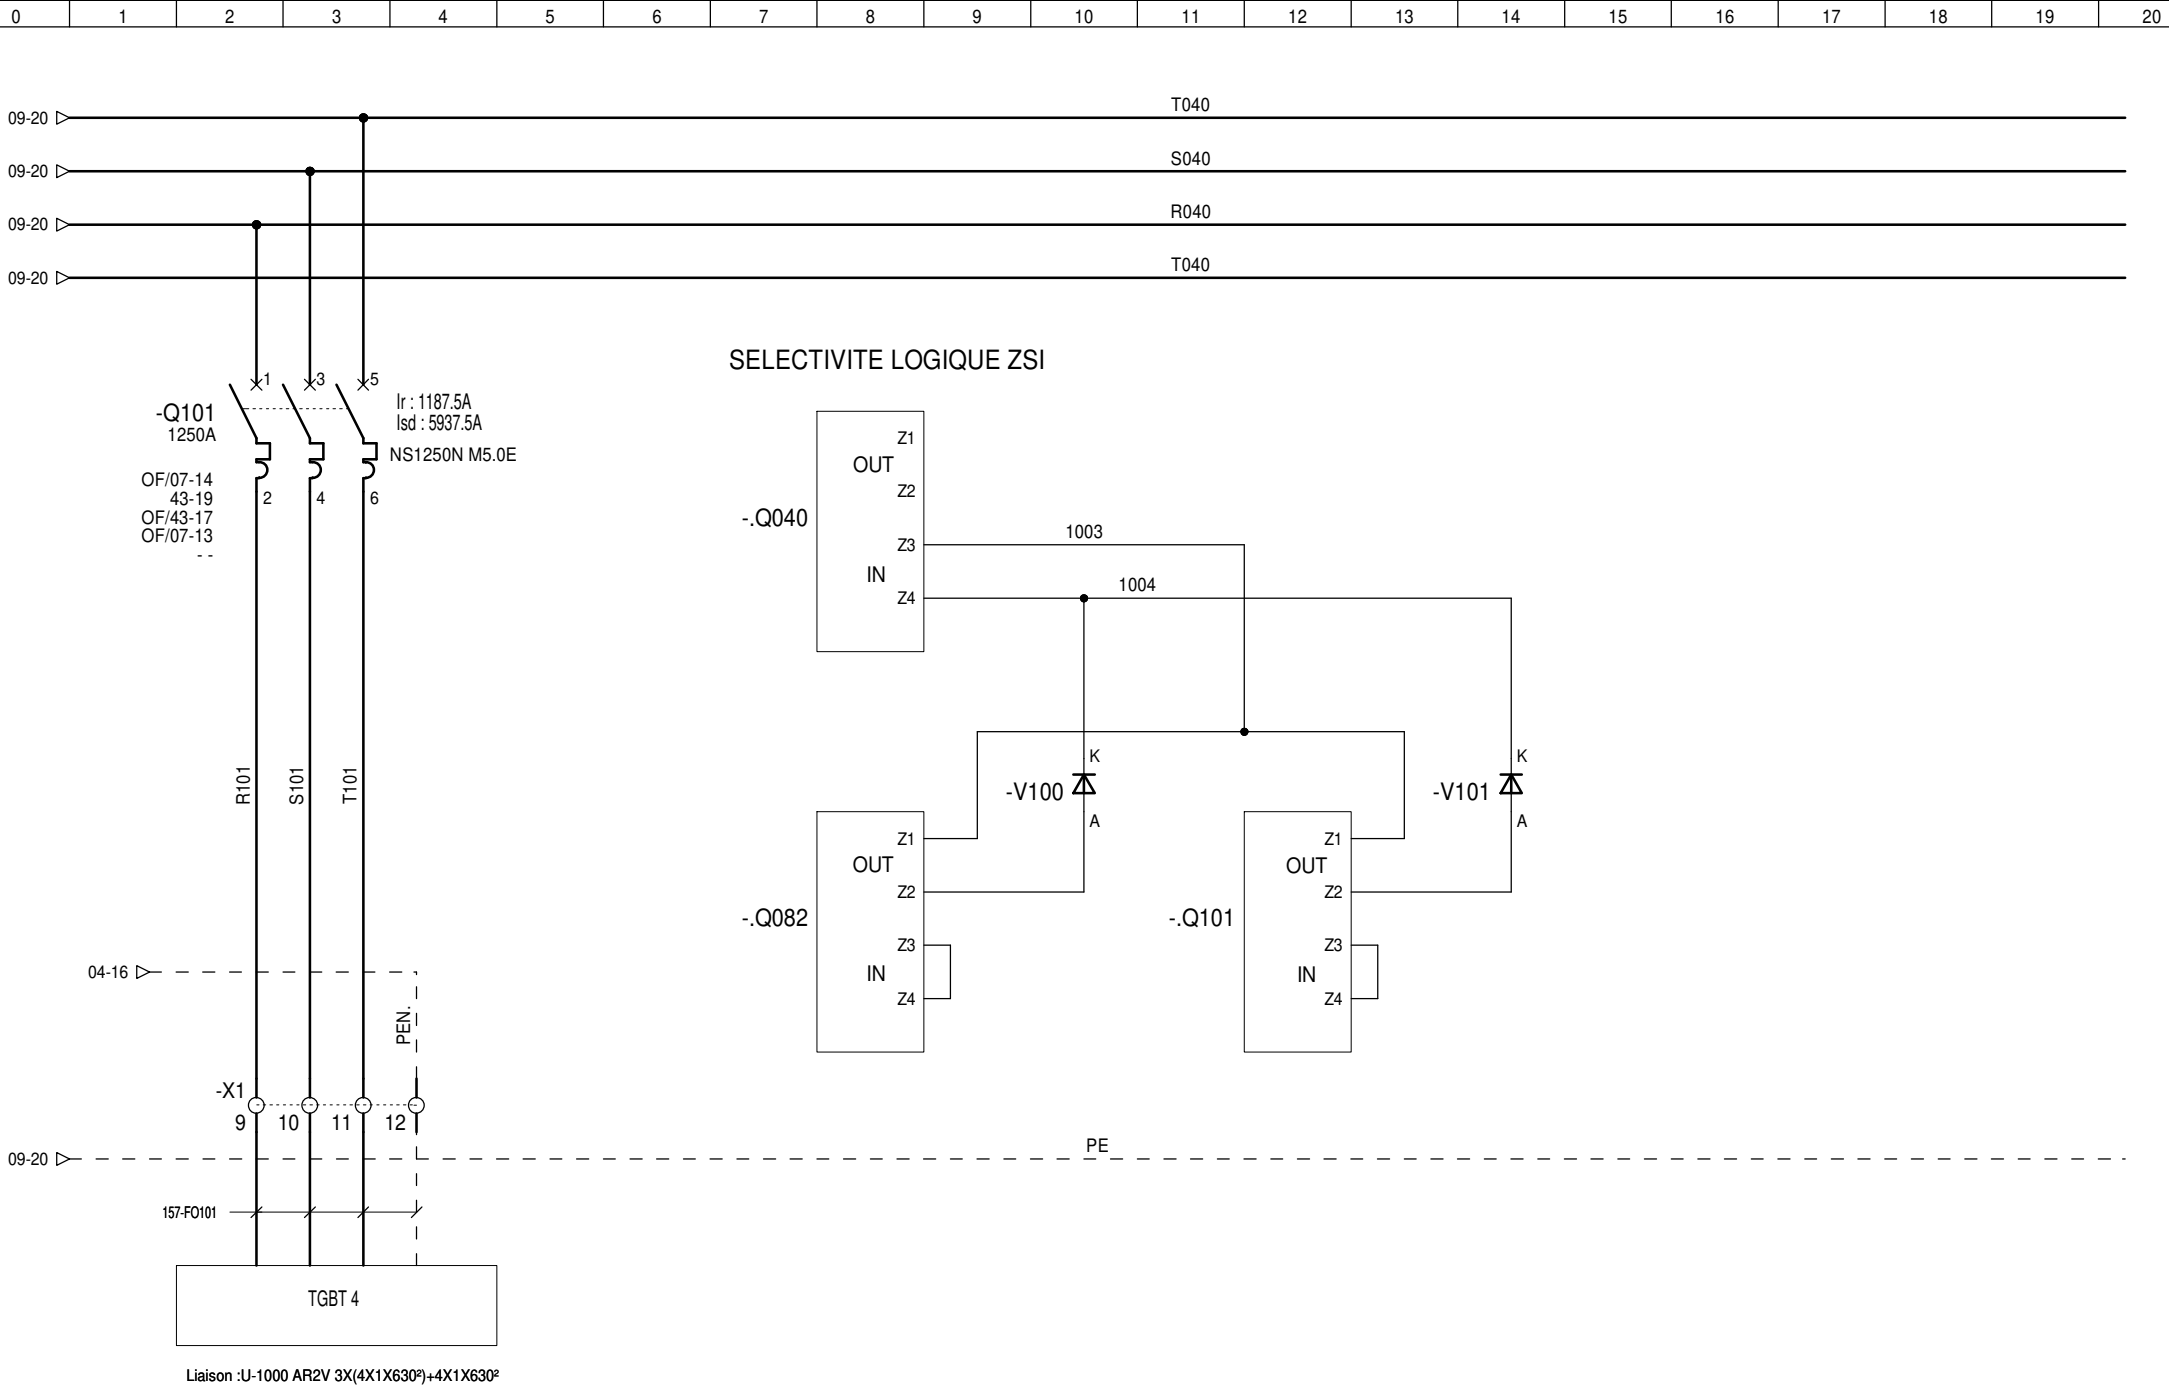 0 1 2 3 4 5 6 7 8 9 10 11 12 13 14 15 16 17 18 19 20
T040
09-20
S040
09-20
R040
09-20
T040
09-20
SELECTIVITE LOGIQUE ZSI
1 3 5
-Q101
1250A
Ir : 1187.5A
Isd : 5937.5A
NS1250N M5.0E
OF/07-14
43-19
OF/43-17
OF/07-13
- -
2 4 6
Z1
OUT
Z2
-.Q040
Z3
IN
Z4
1003
1004
R101
S101
T101
K
-V100
A
K
-V101
A
Z1
OUT
Z2
-.Q082
Z3
IN
Z4
Z1
OUT
Z2
-.Q101
Z3
IN
Z4
04-16
PEN.
-X1
9 10 11 12
09-20
PE
157-FO101
TGBT 4
Liaison :U-1000 AR2V 3X(4X1X630²)+4X1X630²